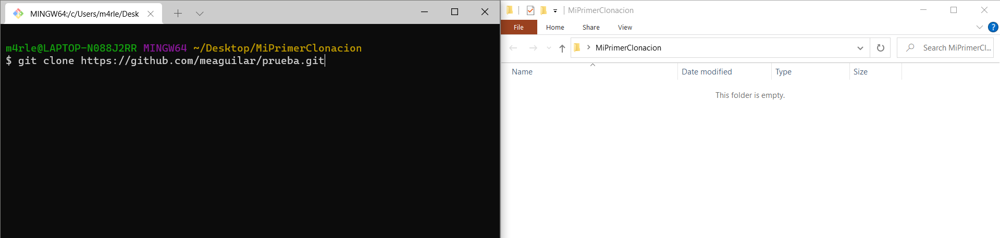 MINGW64:/c/Users/m4rle/Desk
m4rle@LAPTOP-N088J2RR MINGW64 ~/Desktop/MiPrimerClonacion
$ git clone https://github.com/meaguilar/prueba.git
MiPrimerClonacion
File Home Share View
?
MiPrimerClonacion
Search MiPrimerCl...
Name Date modified Type Size
This folder is empty.